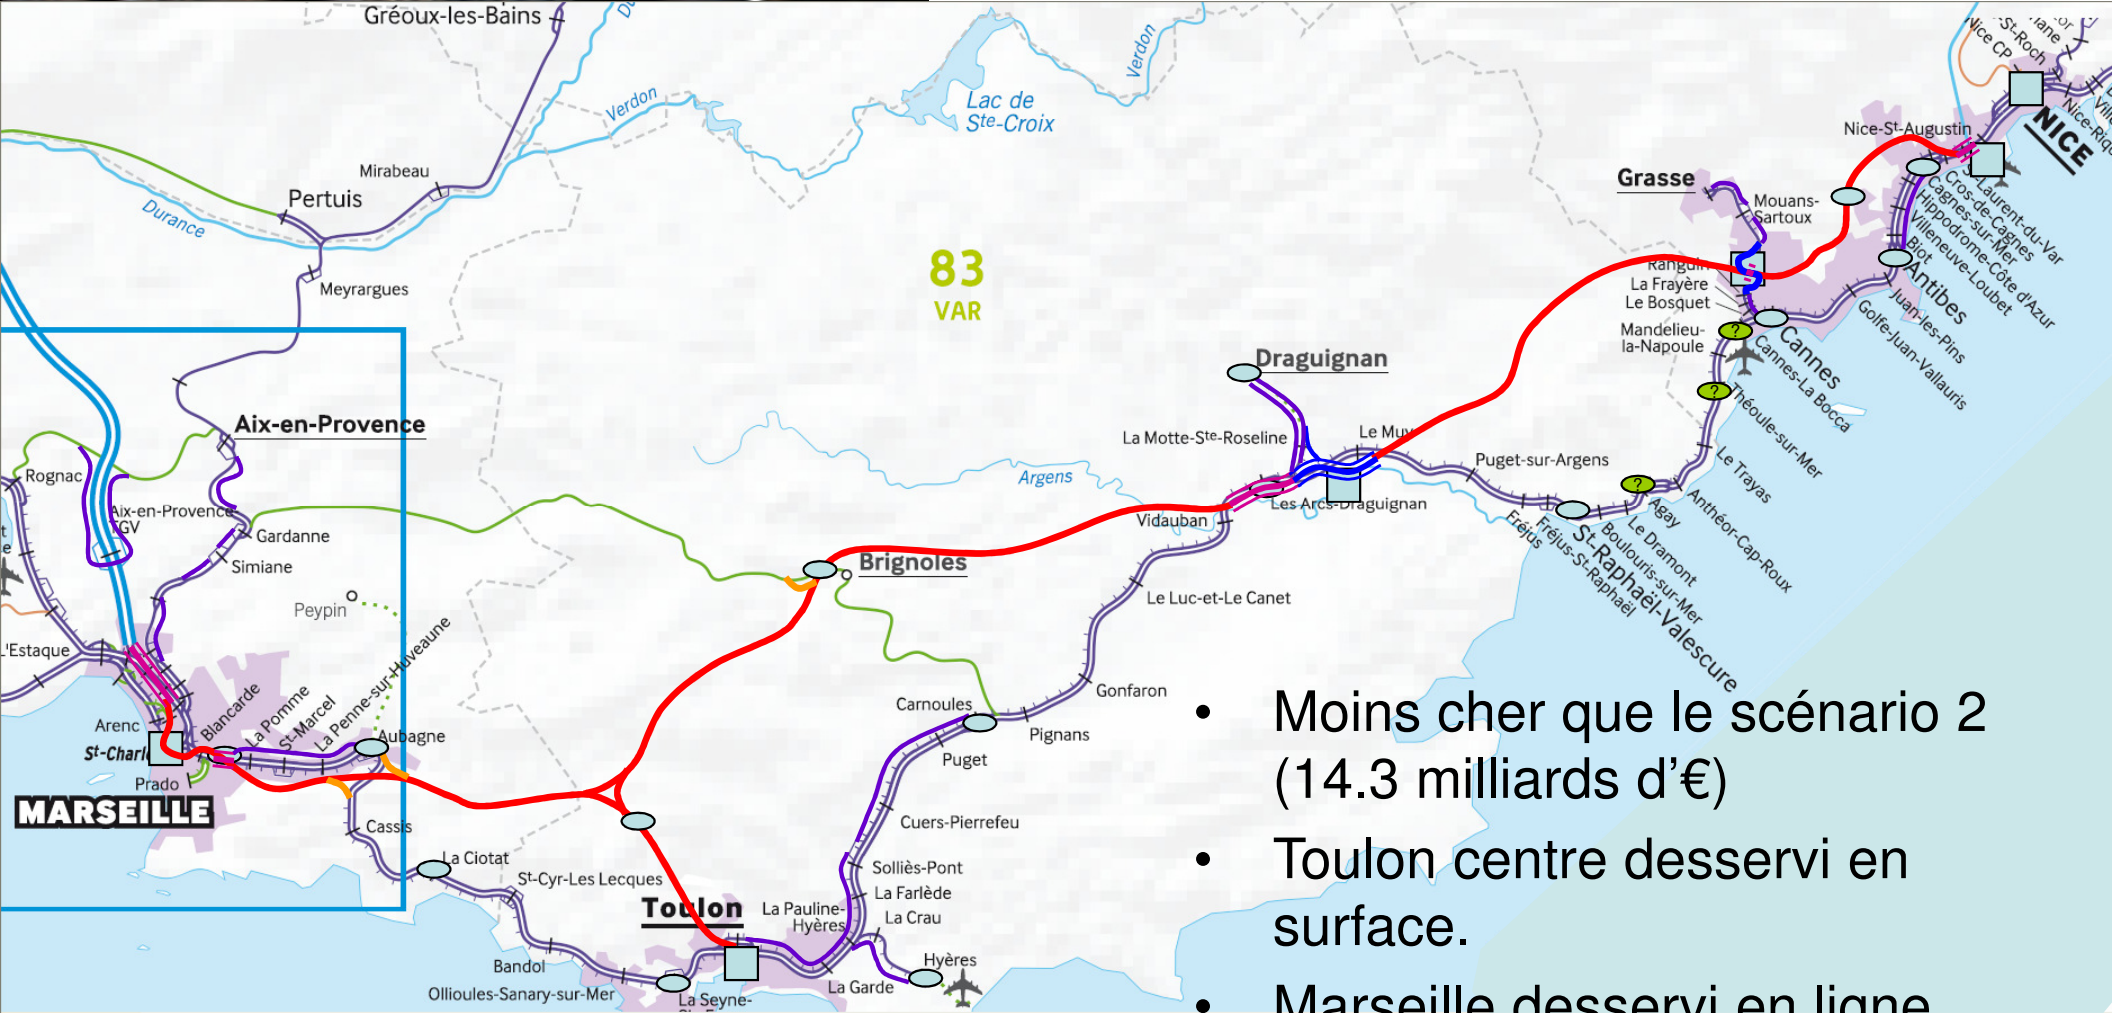 Gréoux-les-Bains
Verdon
Verdon
Lac de
Ste-Croix
Mirabeau
Pertuis
Durance
Meyrargues
83
VAR
Nice CP
St-Roch
NICE
Nice-St-Augustin
Grasse
Mouans-
Sartoux
St-Laurent-du-Var
Cros-de-Cagnes
Cagnes-sur-Mer
Hippodrome-Côte d'Azur
Villeneuve-Loubet
Biot
Antibes
Juan-les-Pins
Golfe-Juan-Vallauris
Ranguin
La Frayère
Le Bosquet
Mandelieu-
la-Napoule
Cannes
Cannes-La Bocca
?
?
Théoule-sur-Mer
Le Trayas
Anthéor-Cap-Roux
?
Agay
Le Dramont
Boulouris-sur-Mer
St-Raphaël-Valescure
Fréjus-St-Raphaël
Fréjus
Puget-sur-Argens
Draguignan
La Motte-Ste-Roseline
Le Muy
Les Arcs-Draguignan
Argens
Vidauban
Aix-en-Provence
Rognac
Aix-en-Provence
TGV
Gardanne
Simiane
Peypin
Brignoles
Le Luc-et-Le Canet
L'Estaque
Gonfaron
Carnoules
Pignans
Puget
Arenc
St-Charl
Blancarde
La Pomme
St-Marcel
La Penne-sur-Huveaune
Aubagne
Prado
MARSEILLE
Cassis
La Ciotat
St-Cyr-Les Lecques
Cuers-Pierrefeu
Solliès-Pont
La Farlède
La Crau
Toulon
La Pauline-
Hyères
Hyères
Bandol
Ollioules-Sanary-sur-Mer
La Seyne-
La Garde
• Moins cher que le scénario 2
(14.3 milliards d’€)
• Toulon centre desservi en
surface.
• Marseille desservi en ligne